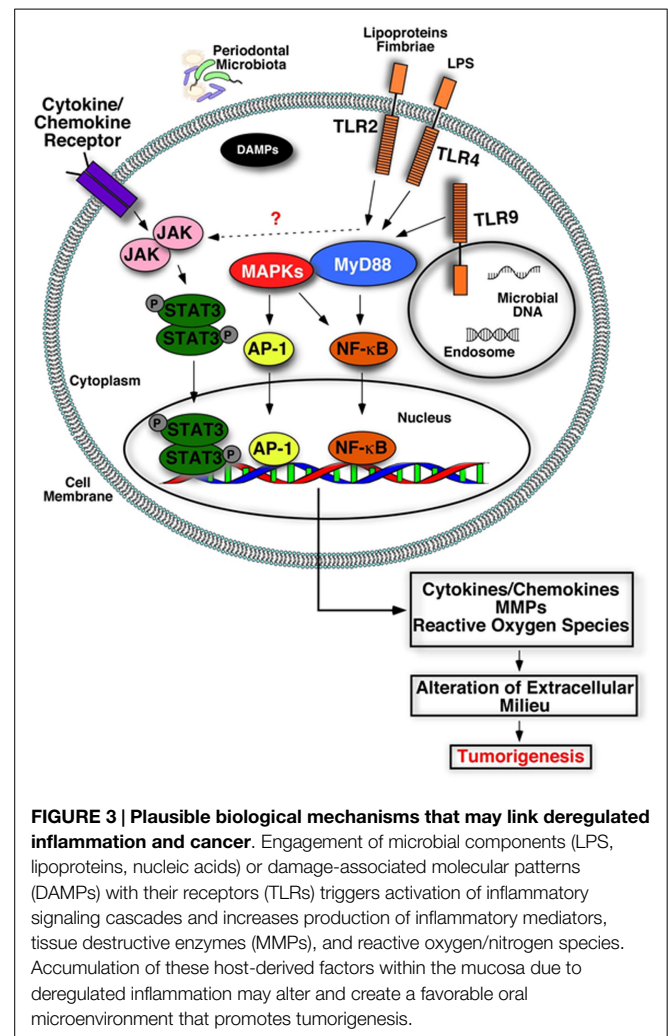 Lipoproteins
Fimbriae
LPS
Periodontal
Microbiota
Cytokine/
Chemokine
Receptor
TLR2
TLR4
DAMPs
TLR9
?
JAK
JAK
MAPKs
MyD88
Microbial
DNA
Endosome
P
STAT3
STAT3
P
AP-1
NF-κB
Cytoplasm
Nucleus
P
STAT3
STAT3
P
AP-1
NF-κB
Cell
Membrane
Cytokines/Chemokines
MMPs
Reactive Oxygen Species
Alteration of Extracellular
Milieu
Tumorigenesis
FIGURE 3 | Plausible biological mechanisms that may link deregulated
inflammation and cancer. Engagement of microbial components (LPS,
lipoproteins, nucleic acids) or damage-associated molecular patterns
(DAMPs) with their receptors (TLRs) triggers activation of inflammatory
signaling cascades and increases production of inflammatory mediators,
tissue destructive enzymes (MMPs), and reactive oxygen/nitrogen species.
Accumulation of these host-derived factors within the mucosa due to
deregulated inflammation may alter and create a favorable oral
microenvironment that promotes tumorigenesis.